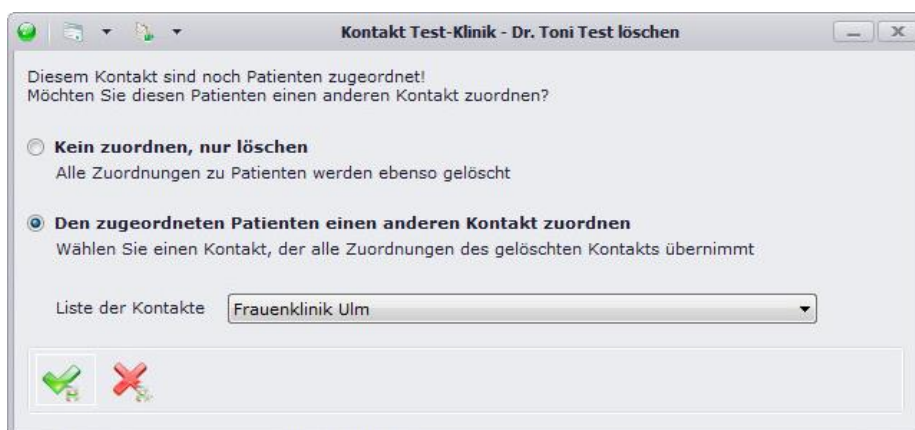 Kontakt Test-Klinik - Dr. Toni Test löschen
Diesem Kontakt sind noch Patienten zugeordnet!
Möchten Sie diesen Patienten einen anderen Kontakt zuordnen?
Kein zuordnen, nur löschen
Alle Zuordnungen zu Patienten werden ebenso gelöscht
Den zugeordneten Patienten einen anderen Kontakt zuordnen
Wählen Sie einen Kontakt, der alle Zuordnungen des gelöschten Kontakts übernimmt
Liste der Kontakte Frauenklinik Ulm